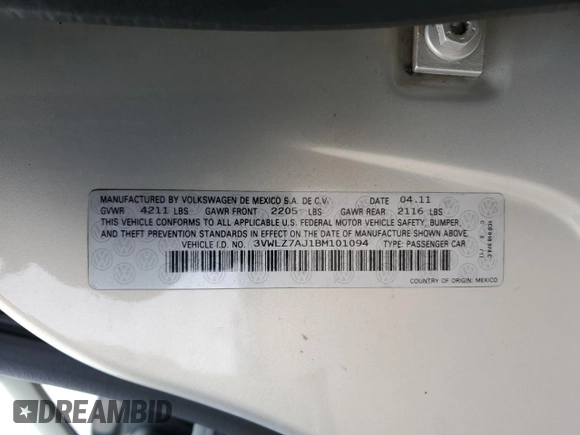 MANUFACTURED BY VOLKSWAGEN DE MEXICO S.A. DE C.V. DATE 04.11
GVWR 4211 LBS GAWR FRONT 2205 LBS GAWR REAR 2116 LBS
THIS VEHICLE CONFORMS TO ALL APPLICABLE U.S. FEDERAL MOTOR VEHICLE SAFETY, BUMPER,
AND THEFT PREVENTION STANDARDS IN EFFECT ON THE DATE OF MANUFACTURE SHOWN ABOVE.
VEHICLE I.D. NO. 3VWLZ7AJ1BM101094 TYPE: PASSENGER CAR
COUNTRY OF ORIGIN: MEXICO
DREAMBID